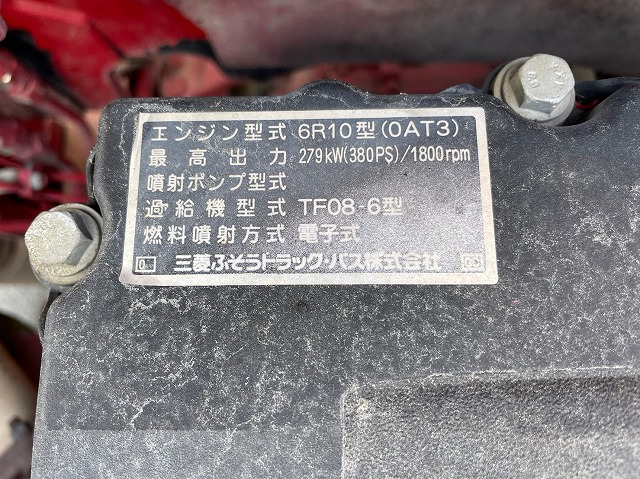 エンジン型式 6R10型(0AT3)
最高出力 279kW(380PS)/1800rpm
噴射ポンプ型式
過給機型式 TF08-6型
燃料噴射方式 電子式
三菱ふそうトラック・バス株式会社